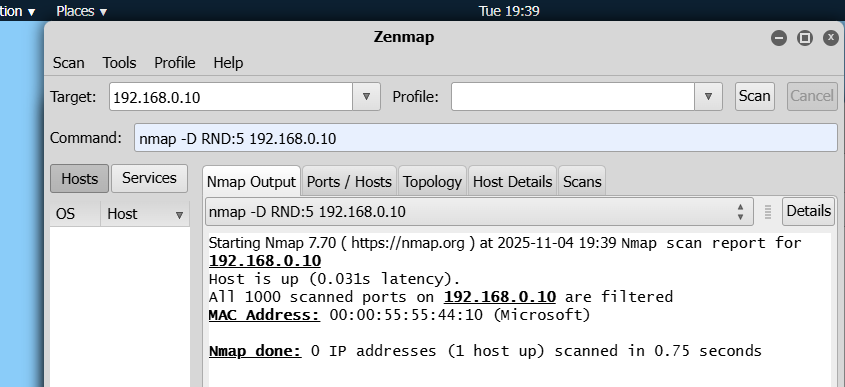 tion ▾ Places ▾ Tue 19:39
Zenmap
Scan Tools Profile Help
Target: 192.168.0.10 Profile: Scan Cancel
Command: nmap -D RND:5 192.168.0.10
Hosts Services Nmap Output Ports / Hosts Topology Host Details Scans
OS Host nmap -D RND:5 192.168.0.10 Details
Starting Nmap 7.70 ( https://nmap.org ) at 2025-11-04 19:39 Nmap scan report for
192.168.0.10
Host is up (0.031s latency).
All 1000 scanned ports on 192.168.0.10 are filtered
MAC Address: 00:00:55:55:44:10 (Microsoft)
Nmap done: 0 IP addresses (1 host up) scanned in 0.75 seconds